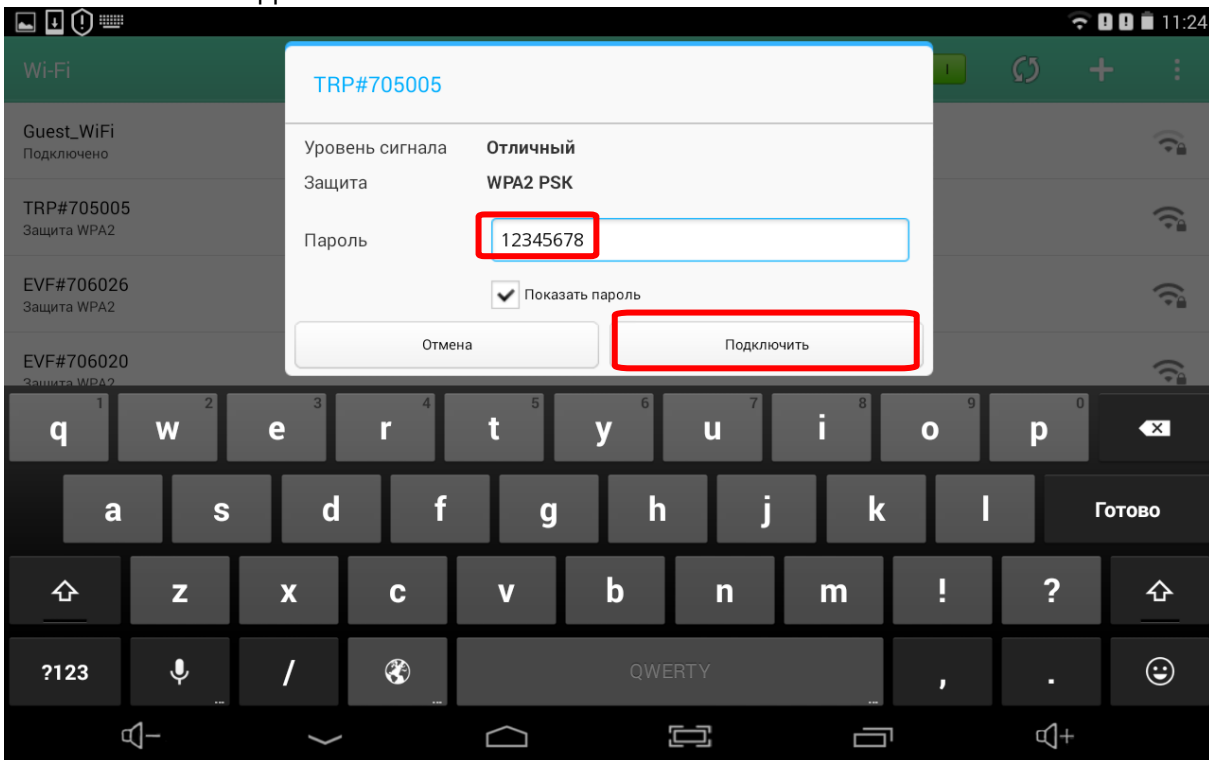 11:24
Wi-Fi
TRP#705005
Guest_WiFi
Подключено
Уровень сигнала Отличный
Защита WPA2 PSK
TRP#705005
Защита WPA2
Пароль 12345678
EVF#706026
Защита WPA2
Показать пароль
Отмена Подключить
EVF#706020
Защита WPA2
1 2 3 4 5 6 7 8 9 0
q w e r t y u i o p
a s d f g h j k l Готово
z x c v b n m ! ?
?123 / QWERTY , .